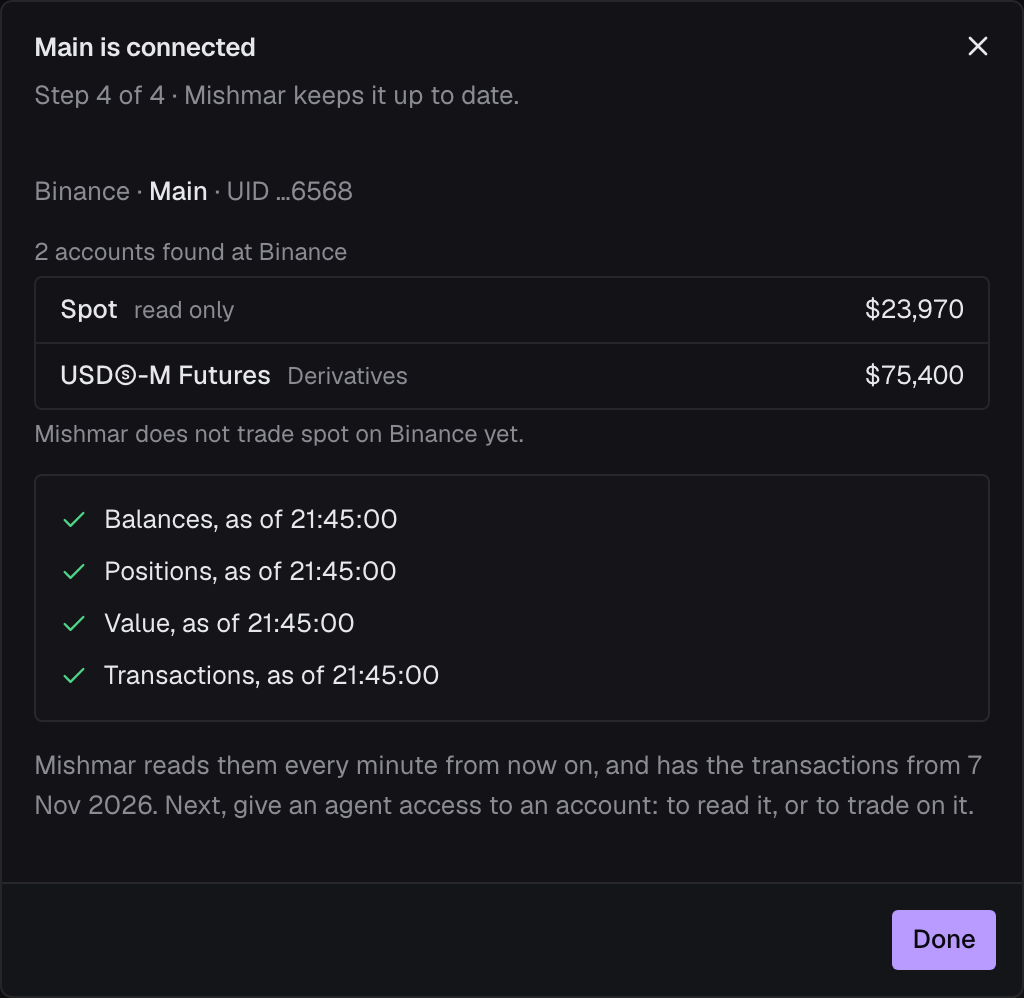 Main is connected
Step 4 of 4 · Mishmar keeps it up to date.
Binance · Main · UID …6568
2 accounts found at Binance
Spot read only $23,970
USDⓈ-M Futures Derivatives $75,400
Mishmar does not trade spot on Binance yet.
Balances, as of 21:45:00
Positions, as of 21:45:00
Value, as of 21:45:00
Transactions, as of 21:45:00
Mishmar reads them every minute from now on, and has the transactions from 7
Nov 2026. Next, give an agent access to an account: to read it, or to trade on it.
Done